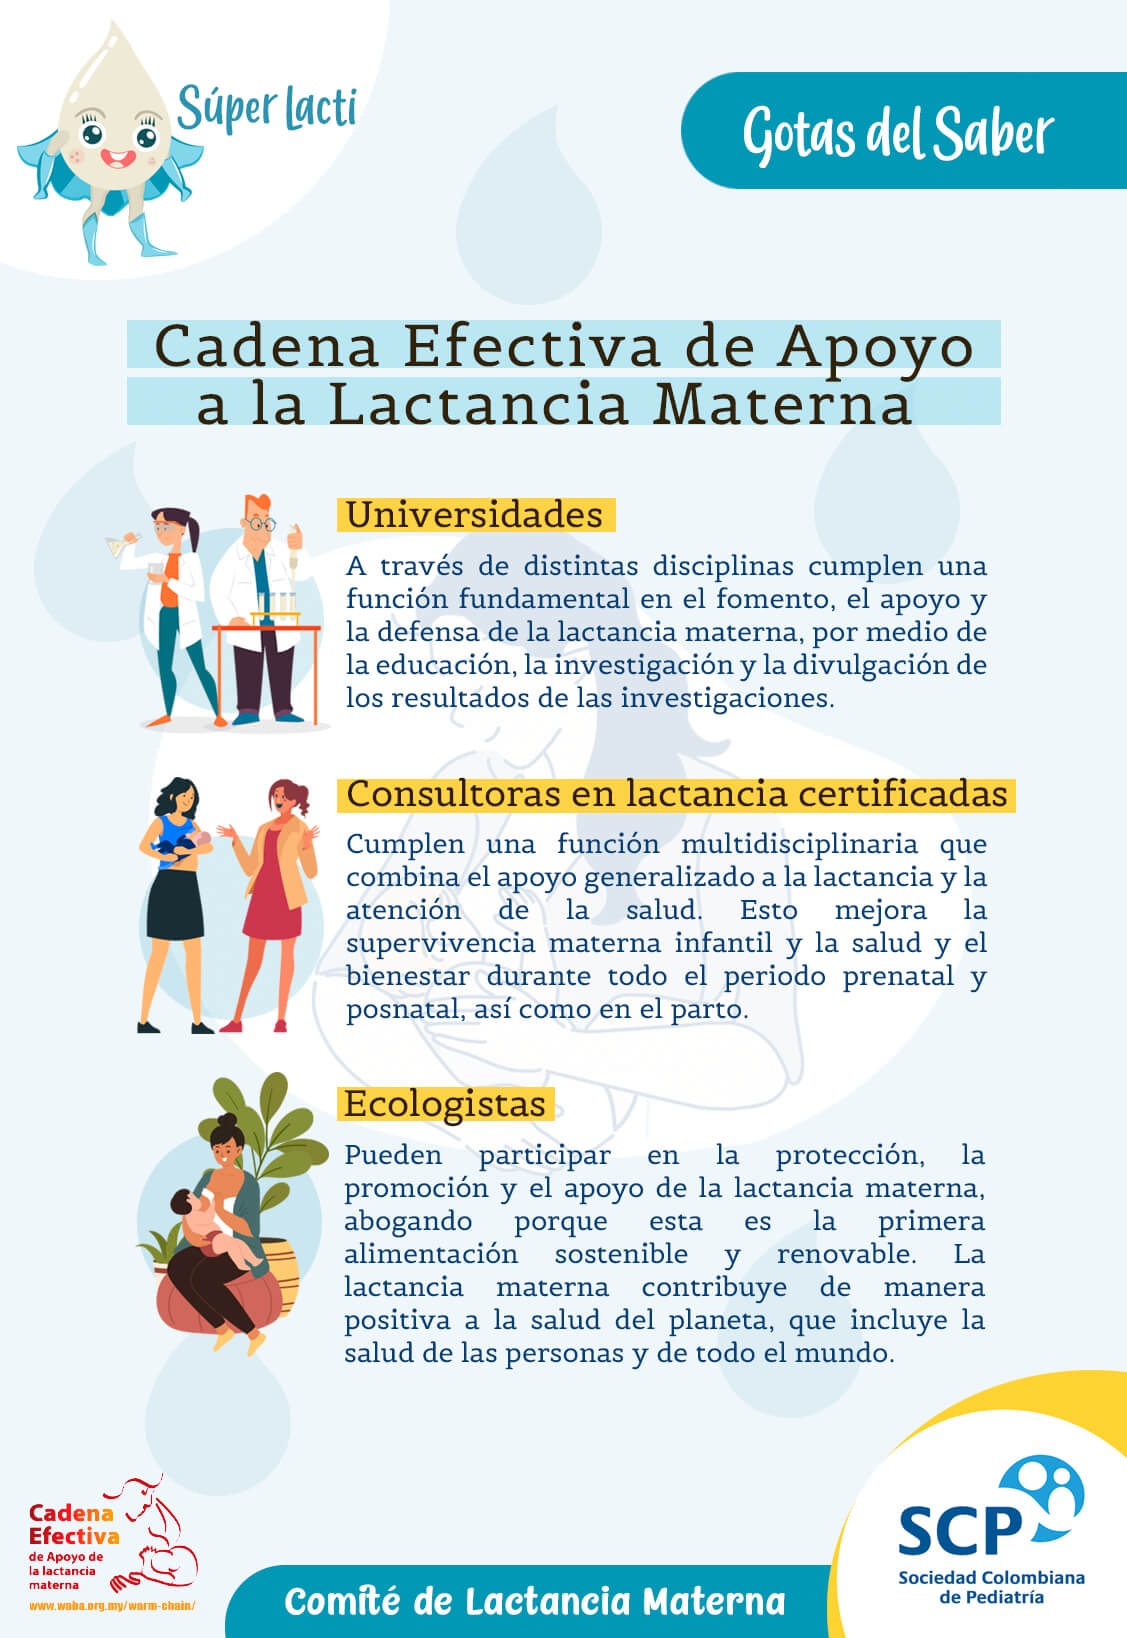 Súper Lacti
Gotas del Saber
Cadena Efectiva de Apoyo
a la Lactancia Materna
Universidades
A través de distintas disciplinas cumplen una
función fundamental en el fomento, el apoyo y
la defensa de la lactancia materna, por medio de
la educación, la investigación y la divulgación de
los resultados de las investigaciones.
Consultoras en lactancia certificadas
Cumplen una función multidisciplinaria que
combina el apoyo generalizado a la lactancia y la
atención de la salud. Esto mejora la
supervivencia materna infantil y la salud y el
bienestar durante todo el periodo prenatal y
posnatal, así como en el parto.
Ecologistas
Pueden participar en la protección, la
promoción y el apoyo de la lactancia materna,
abogando porque esta es la primera
alimentación sostenible y renovable. La
lactancia materna contribuye de manera
positiva a la salud del planeta, que incluye la
salud de las personas y de todo el mundo.
Cadena
Efectiva
de Apoyo de
la lactancia
materna
www.waba.org.my/warm-chain/
Comité de Lactancia Materna
SCP
Sociedad Colombiana
de Pediatría